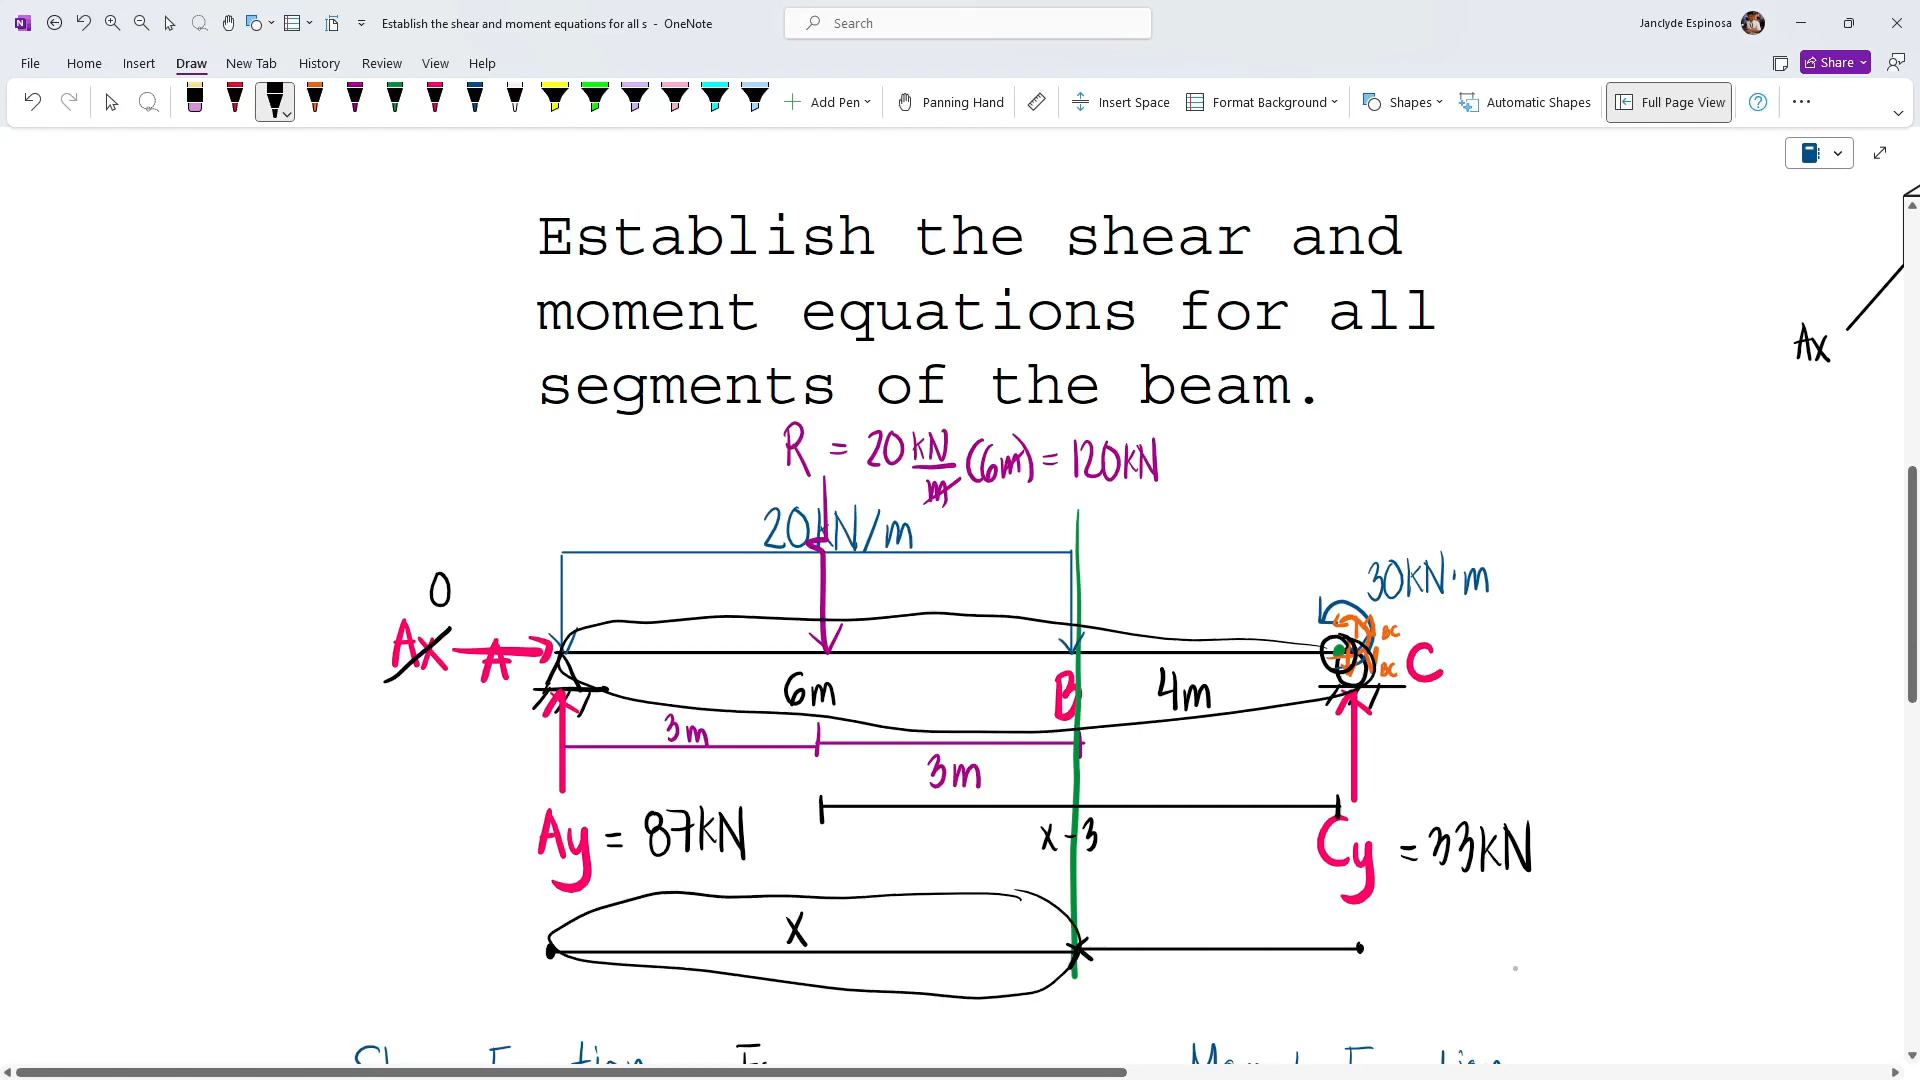 Establish the shear and moment equations for all s - OneNote
Search
Janclyde Espinosa
File Home Insert Draw New Tab History Review View Help
Share
Add Pen Panning Hand Insert Space Format Background Shapes Automatic Shapes Full Page View
Establish the shear and
moment equations for all
segments of the beam.
Ax
R = 20 kN/m (6m) = 120kN
20kN/m
30kN·m
0
Ax
A
BC
BC
C
6m
B
4m
3m
3m
x-3
Ay = 87kN
Cy = 33kN
x